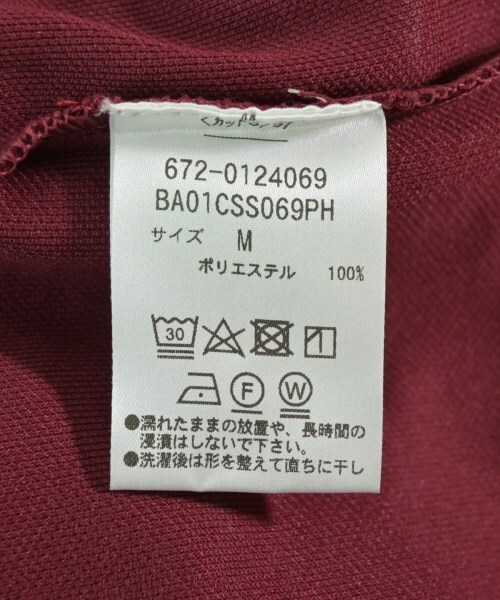 672-0124069
BA01CSS069PH
サイズ M
ポリエステル 100%
30
F W
●濡れたままの放置や、長時間の
浸漬はしないで下さい。
●洗濯後は形を整えて直ちに干し